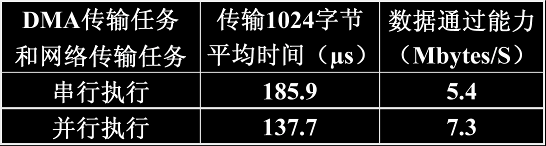 DMA传输任务
和网络传输任务
传输1024字节
平均时间（μs）
数据通过能力
（Mbytes/S）
串行执行 185.9 5.4
并行执行 137.7 7.3